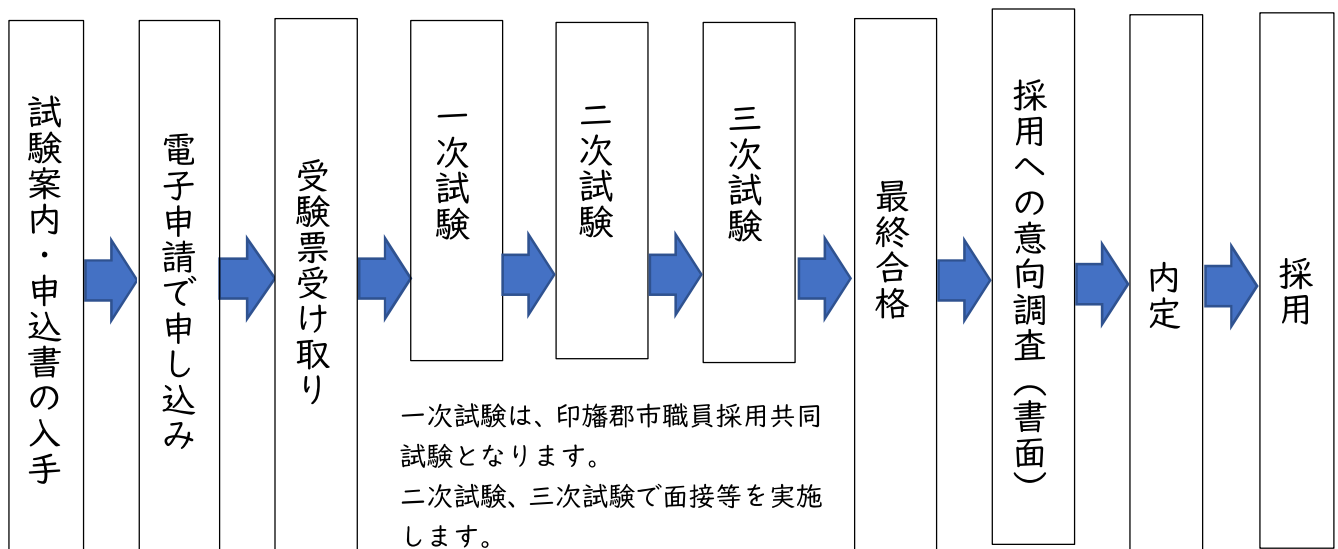 試験案内・申込書の入手
電子申請で申し込み
受験票受け取り
一次試験
二次試験
三次試験
一次試験は、印旛郡市職員採用共同
試験となります。
二次試験、三次試験で面接等を実施
します。
最終合格
採用への意向調査（書面）
内定
採用